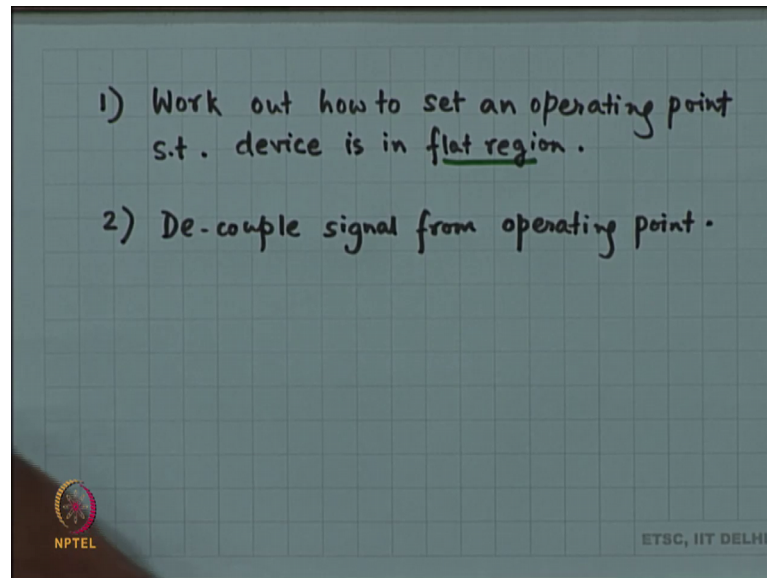 1) Work out how to set an operating point
s.t. device is in flat region.
2) De-couple signal from operating point.
NPTEL
ETSC, IIT DELHI